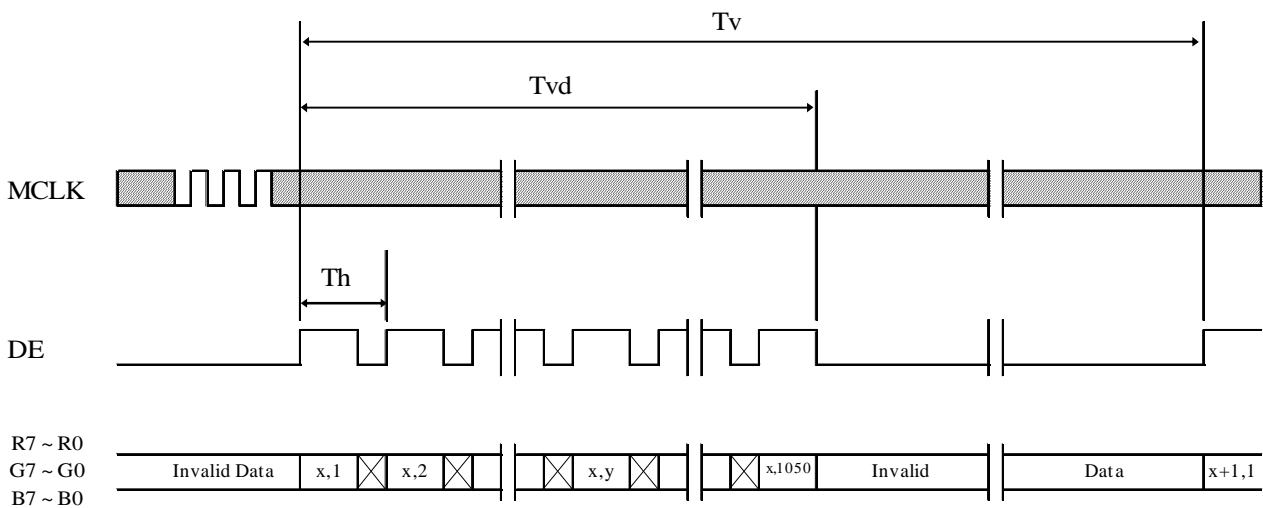 Tv
Tvd
MCLK
Th
DE
R7 ~ R0
G7 ~ G0
B7 ~ B0
Invalid Data
x,1
x,2
x,y
x,1050
Invalid
Data
x+1,1